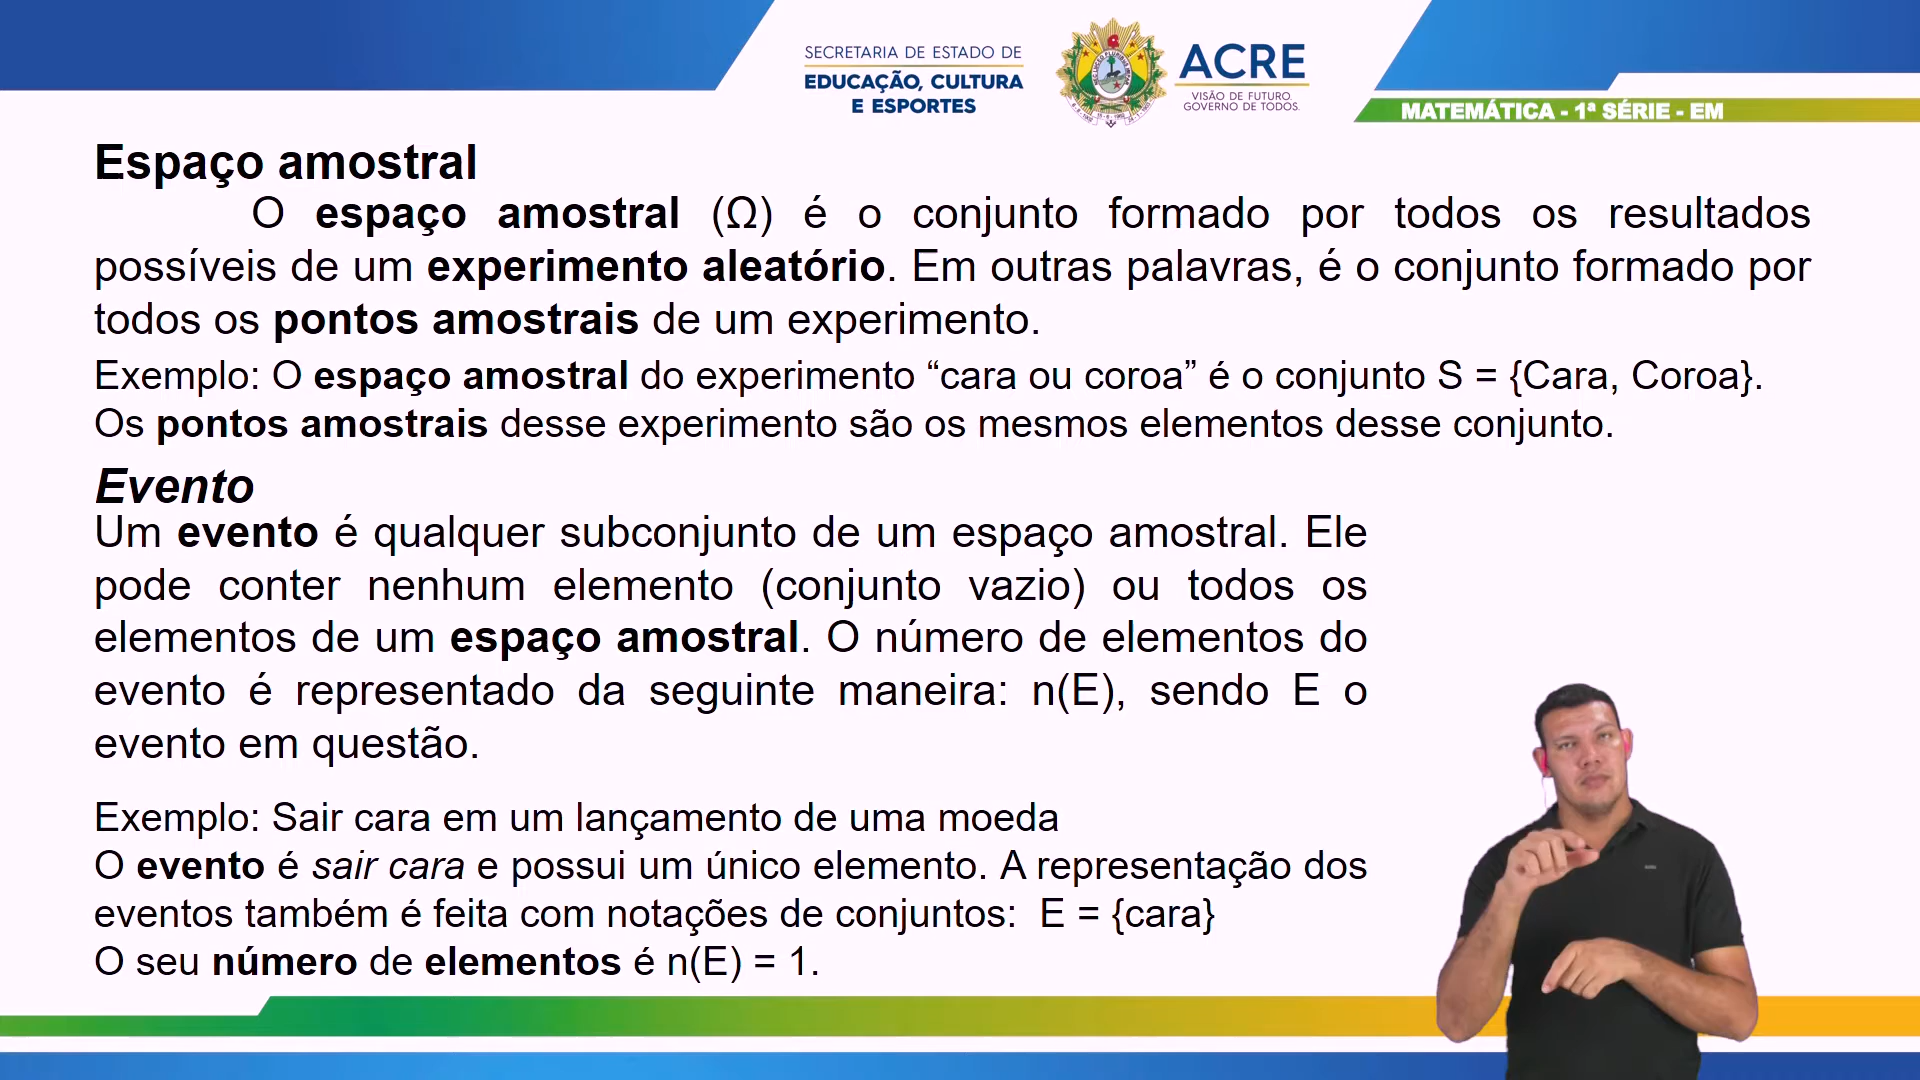 SECRETARIA DE ESTADO DE
EDUCAÇÃO, CULTURA
E ESPORTES
ACRE
VISÃO DE FUTURO.
GOVERNO DE TODOS.
MATEMÁTICA - 1ª SÉRIE - EM
Espaço amostral
O espaço amostral (Ω) é o conjunto formado por todos os resultados
possíveis de um experimento aleatório. Em outras palavras, é o conjunto formado por
todos os pontos amostrais de um experimento.
Exemplo: O espaço amostral do experimento “cara ou coroa” é o conjunto S = {Cara, Coroa}.
Os pontos amostrais desse experimento são os mesmos elementos desse conjunto.
Evento
Um evento é qualquer subconjunto de um espaço amostral. Ele
pode conter nenhum elemento (conjunto vazio) ou todos os
elementos de um espaço amostral. O número de elementos do
evento é representado da seguinte maneira: n(E), sendo E o
evento em questão.
Exemplo: Sair cara em um lançamento de uma moeda
O evento é sair cara e possui um único elemento. A representação dos
eventos também é feita com notações de conjuntos: E = {cara}
O seu número de elementos é n(E) = 1.